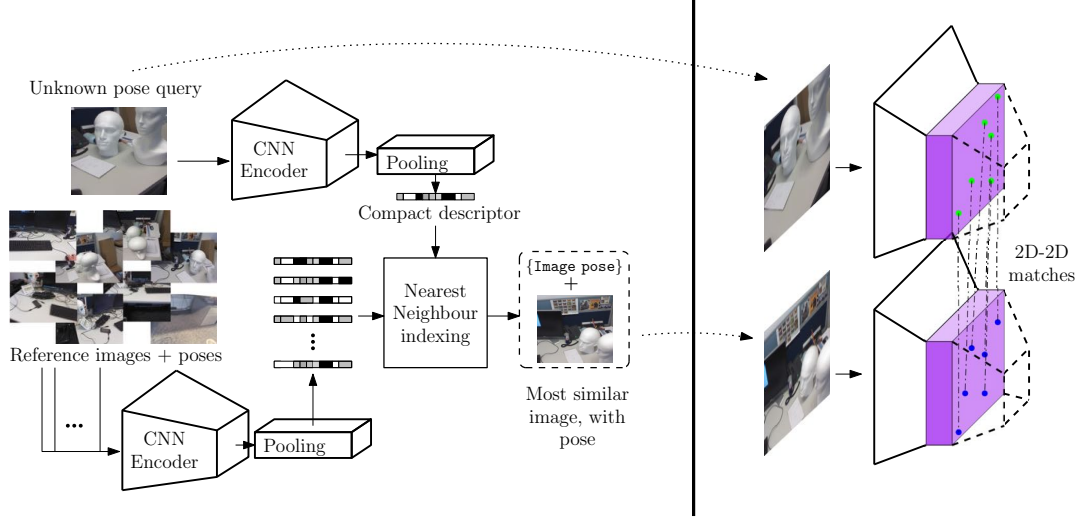 Unknown pose query
CNN
Encoder
Pooling
Compact descriptor
Reference images + poses
...
CNN
Encoder
Pooling
Nearest
Neighbour
indexing
{Image pose}
+
Most similar
image, with
pose
2D-2D
matches